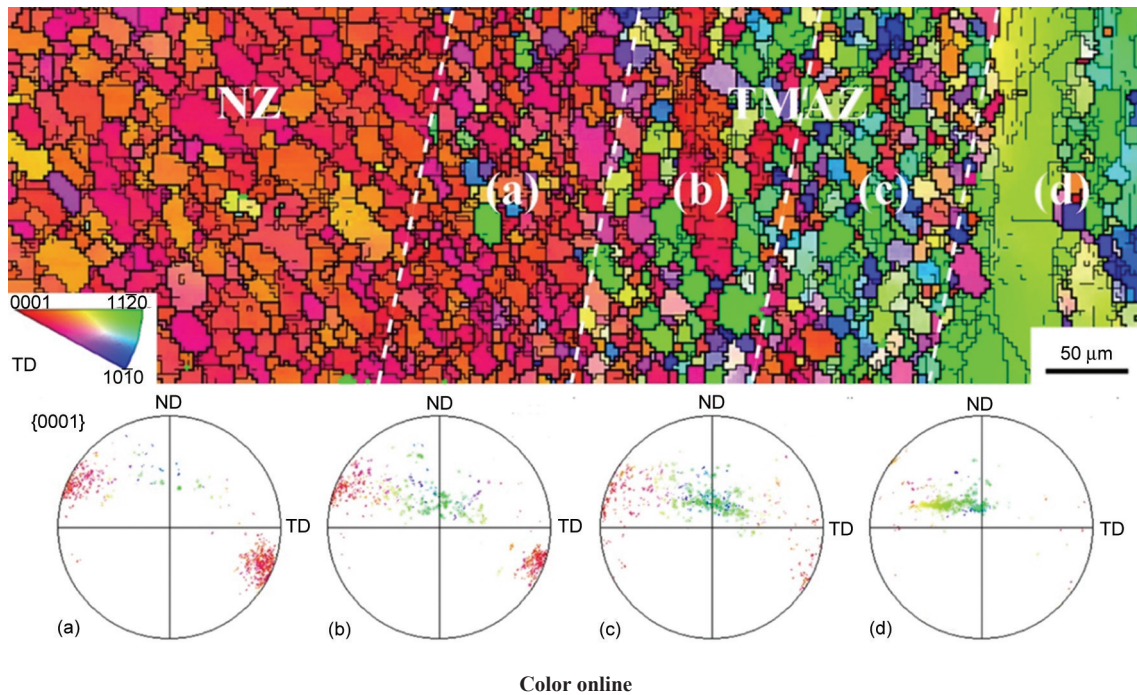 NZ
TMAZ
(a)
(b)
(c)
(d)
0001 1120
TD
1010
50 μm
{0001}
ND
ND
ND
ND
TD
TD
TD
TD
(a)
(b)
(c)
(d)
Color online